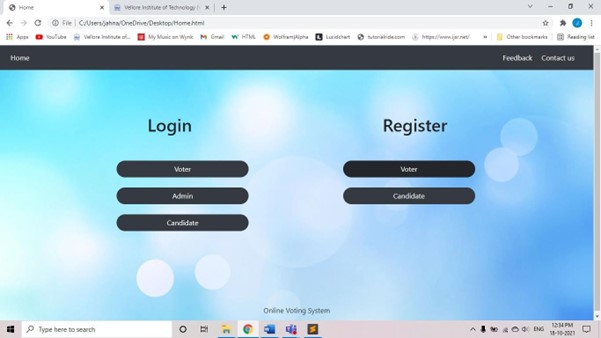 Home
Vellore Institute of Technology (V
File
C:/Users/jahna/OneDrive/Desktop/Home.html
Apps
YouTube
Vellore Institute of...
My Music on Wynk
Gmail
HTML
WolframAlpha
Lucidchart
tutorialride.com
https://www.ijar.net/
»
Other bookmarks
Reading list
Home
Feedback
Contact us
Login
Register
Voter
Voter
Admin
Candidate
Candidate
Online Voting System
Type here to search
ENG
12:34 PM
18-10-2021